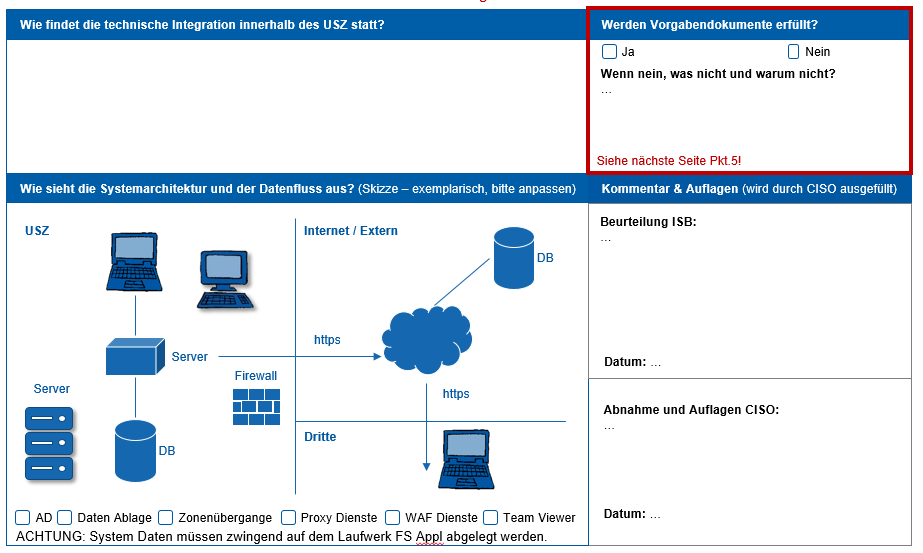 Wie findet die technische Integration innerhalb des USZ statt?
Werden Vorgabendokumente erfüllt?
Ja
Nein
Wenn nein, was nicht und warum nicht?
...
Siehe nächste Seite Pkt.5!
Wie sieht die Systemarchitektur und der Datenfluss aus? (Skizze – exemplarisch, bitte anpassen)
USZ
Internet / Extern
DB
https
Server
Firewall
https
Server
DB
Dritte
AD Daten Ablage Zonenübergange Proxy Dienste WAF Dienste Team Viewer
ACHTUNG: System Daten müssen zwingend auf dem Laufwerk FS Appl abgelegt werden.
Kommentar & Auflagen (wird durch CISO ausgefüllt)
Beurteilung ISB:
...
Datum: ...
Abnahme und Auflagen CISO:
...
Datum: ...